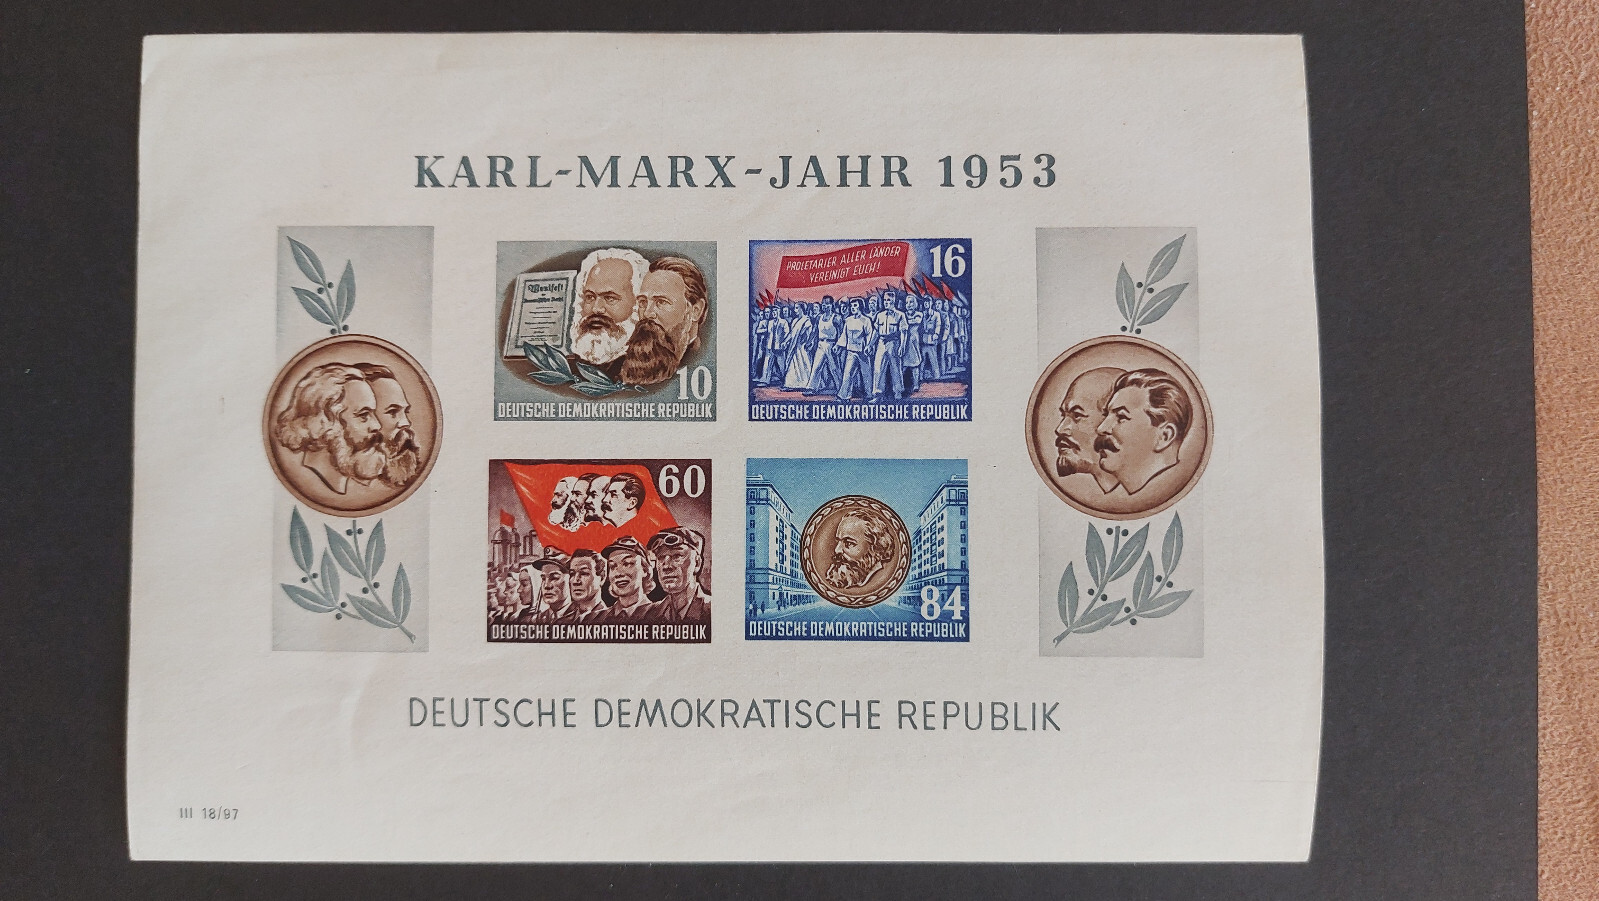 KARL-MARX-JAHR 1953
Manifest
10
DEUTSCHE DEMOKRATISCHE REPUBLIK
PROLETARIER ALLER LÄNDER
VEREINIGT EUCH!
16
DEUTSCHE DEMOKRATISCHE REPUBLIK
60
DEUTSCHE DEMOKRATISCHE REPUBLIK
84
DEUTSCHE DEMOKRATISCHE REPUBLIK
DEUTSCHE DEMOKRATISCHE REPUBLIK
III 18/97